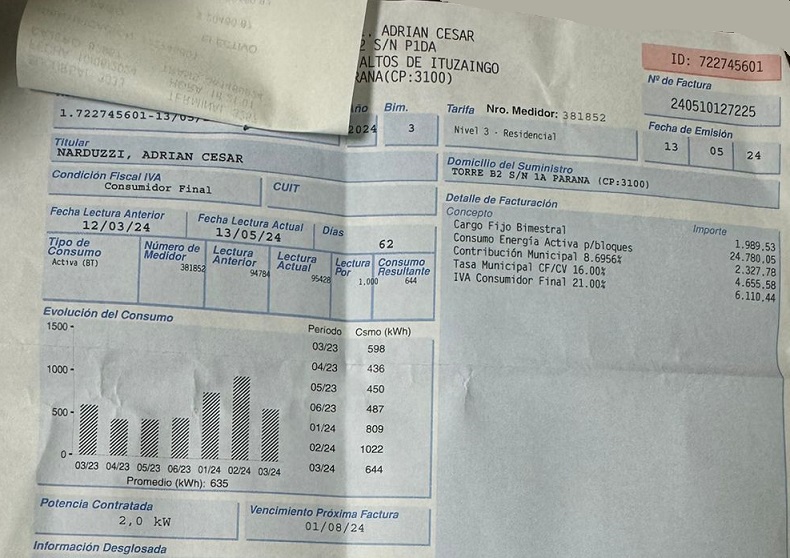 ADRIAN CESAR
S/N P1DA
ALTOS DE ITUZAINGO
(CP:3100)
ID: 722745601
Nº de Factura
240510127225
Fecha de Emisión
13 05 24
Bim.
2024 3
Tarifa Nro. Medidor: 381852
Nivel 3 - Residencial
1.722745601-13/05/
Titular
NARDUZZI, ADRIAN CESAR
Domicilio del Suministro
TORRE B2 S/N 1A PARANA (CP:3100)
Condición Fiscal IVA
Consumidor Final
CUIT
Fecha Lectura Anterior
12/03/24
Fecha Lectura Actual
13/05/24
Días
62
Tipo de Consumo
Activa (BT)
Número de Medidor
381852
Lectura Anterior
94784
Lectura Actual
95428
Lectura Por
1,000
Consumo Resultante
644
Detalle de Facturación
Concepto Importe
Cargo Fijo Bimestral 1.989.53
Consumo Energía Activa p/bloques 24.780.05
Contribución Municipal 8.6956% 2.327.78
Tasa Municipal CF/CV 16.00% 4.655.58
IVA Consumidor Final 21.00% 6.110.44
Evolución del Consumo
1500
1000
500
0
03/23 04/23 05/23 06/23 01/24 02/24 03/24
Promedio (kWh): 635
Período Csmo (kWh)
03/23 598
04/23 436
05/23 450
06/23 487
01/24 809
02/24 1022
03/24 644
Potencia Contratada
2,0 kW
Vencimiento Próxima Factura
01/08/24
Información Desglosada